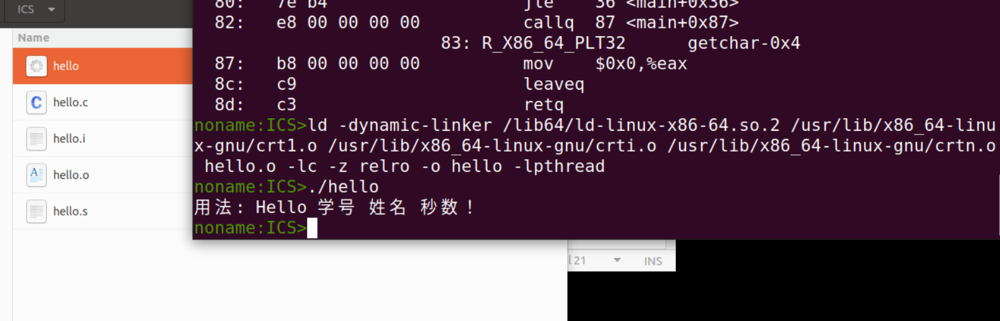 ICS
Name
hello
hello.c
hello.i
hello.o
hello.s
80: 7e b4 jle 36 <main+0x36>
82: e8 00 00 00 00 callq 87 <main+0x87>
83: R_X86_64_PLT32 getchar-0x4
87: b8 00 00 00 00 mov $0x0,%eax
8c: c9 leaveq
8d: c3 retq
noname:ICS>ld -dynamic-linker /lib64/ld-linux-x86-64.so.2 /usr/lib/x86_64-linu
x-gnu/crt1.o /usr/lib/x86_64-linux-gnu/crti.o /usr/lib/x86_64-linux-gnu/crtn.o
hello.o -lc -z relro -o hello -lpthread
noname:ICS>./hello
用法: Hello 学号 姓名 秒数！
noname:ICS>
l 21 INS